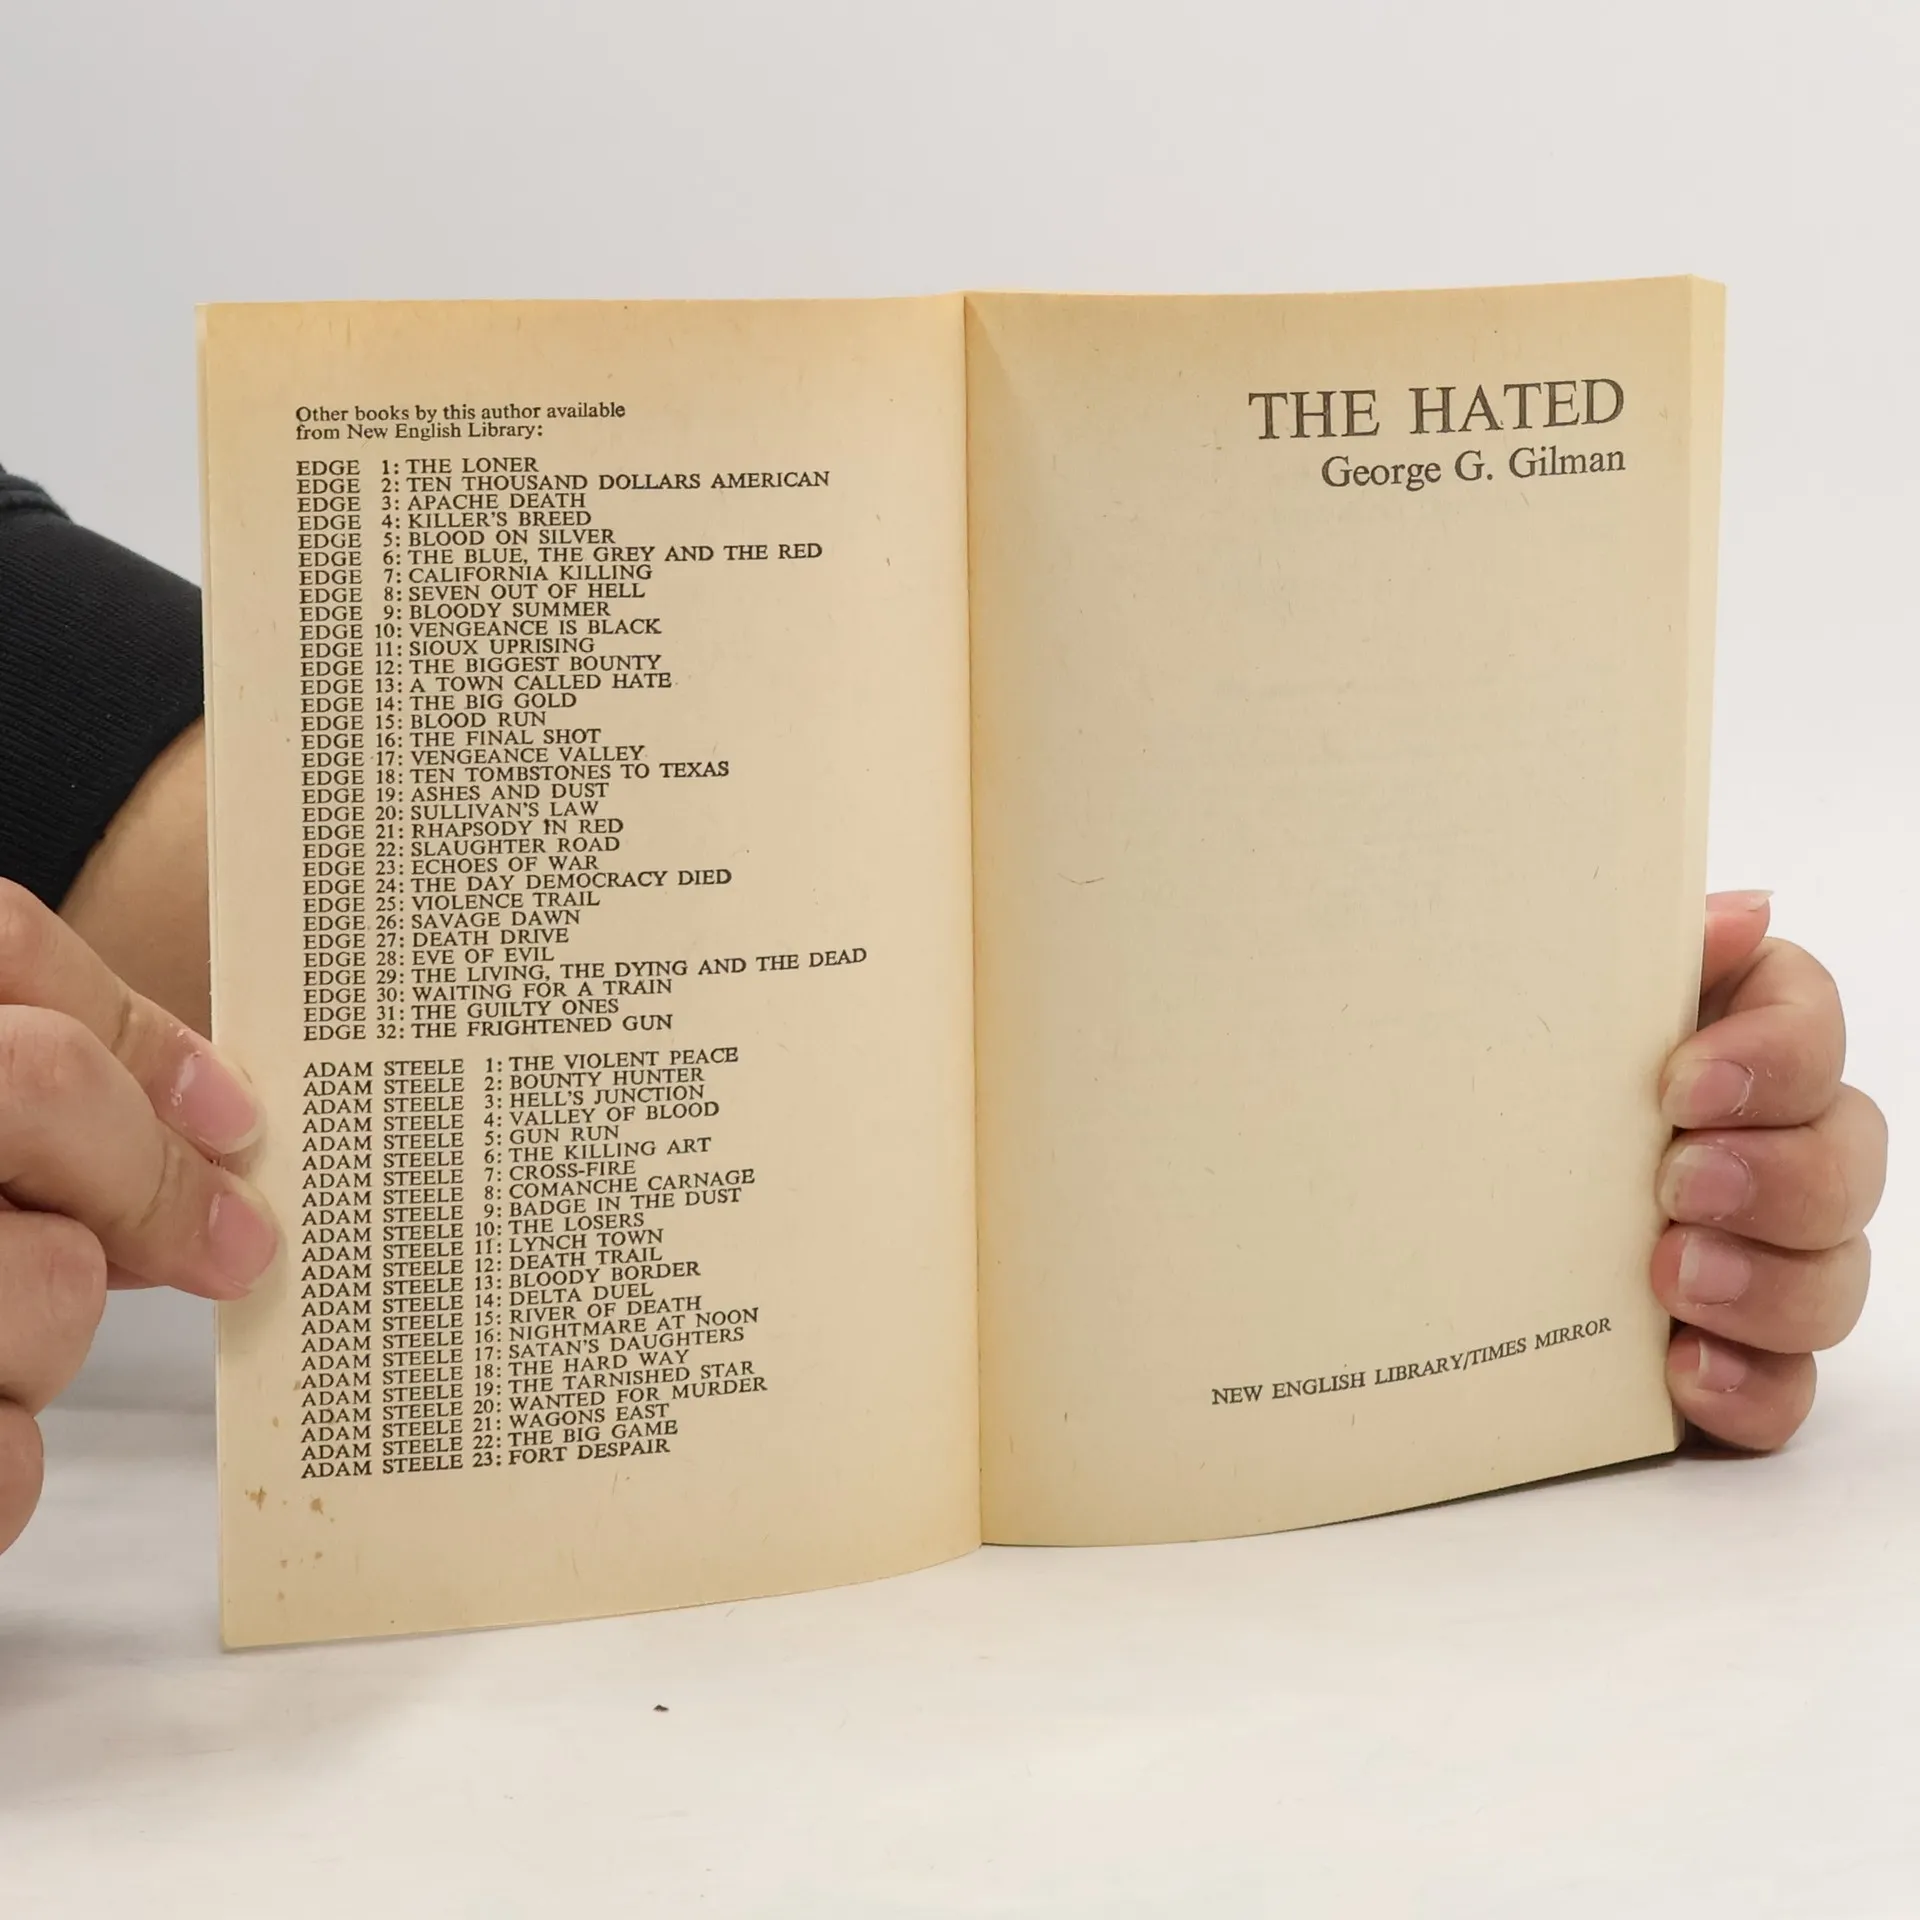 Other books by this author available
from New English Library:
EDGE 1: THE LONER
EDGE 2: TEN THOUSAND DOLLARS AMERICAN
EDGE 3: APACHE DEATH
EDGE 4: KILLER'S BREED
EDGE 5: BLOOD ON SILVER
EDGE 6: THE BLUE, THE GREY AND THE RED
EDGE 7: CALIFORNIA KILLING
EDGE 8: SEVEN OUT OF HELL
EDGE 9: BLOODY SUMMER
EDGE 10: VENGEANCE IS BLACK
EDGE 11: SIOUX UPRISING
EDGE 12: THE BIGGEST BOUNTY
EDGE 13: A TOWN CALLED HATE
EDGE 14: THE BIG GOLD
EDGE 15: BLOOD RUN
EDGE 16: THE FINAL SHOT
EDGE 17: VENGEANCE VALLEY
EDGE 18: TEN TOMBSTONES TO TEXAS
EDGE 19: ASHES AND DUST
EDGE 20: SULLIVAN'S LAW
EDGE 21: RHAPSODY IN RED
EDGE 22: SLAUGHTER ROAD
EDGE 23: ECHOES OF WAR
EDGE 24: THE DAY DEMOCRACY DIED
EDGE 25: VIOLENCE TRAIL
EDGE 26: SAVAGE DAWN
EDGE 27: DEATH DRIVE
EDGE 28: EVE OF EVIL
EDGE 29: THE LIVING, THE DYING AND THE DEAD
EDGE 30: WAITING FOR A TRAIN
EDGE 31: THE GUILTY ONES
EDGE 32: THE FRIGHTENED GUN
ADAM STEELE 1: THE VIOLENT PEACE
ADAM STEELE 2: BOUNTY HUNTER
ADAM STEELE 3: HELL'S JUNCTION
ADAM STEELE 4: VALLEY OF BLOOD
ADAM STEELE 5: GUN RUN
ADAM STEELE 6: THE KILLING ART
ADAM STEELE 7: CROSS-FIRE
ADAM STEELE 8: COMANCHE CARNAGE
ADAM STEELE 9: BADGE IN THE DUST
ADAM STEELE 10: THE LOSERS
ADAM STEELE 11: LYNCH TOWN
ADAM STEELE 12: DEATH TRAIL
ADAM STEELE 13: BLOODY BORDER
ADAM STEELE 14: DELTA DUEL
ADAM STEELE 15: RIVER OF DEATH
ADAM STEELE 16: NIGHTMARE AT NOON
ADAM STEELE 17: SATAN'S DAUGHTERS
ADAM STEELE 18: THE HARD WAY
ADAM STEELE 19: THE TARNISHED STAR
ADAM STEELE 20: WANTED FOR MURDER
ADAM STEELE 21: WAGONS EAST
ADAM STEELE 22: THE BIG GAME
ADAM STEELE 23: FORT DESPAIR
THE HATED
George G. Gilman
NEW ENGLISH LIBRARY/TIMES MIRROR